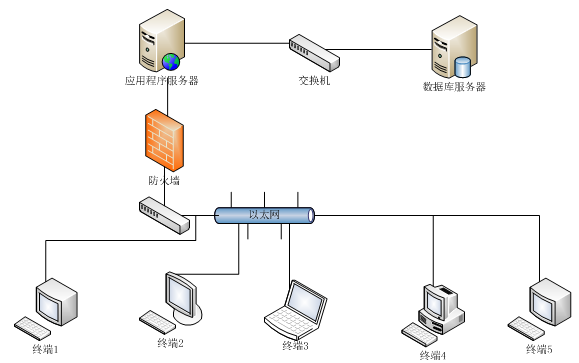 应用程序服务器
交换机
数据库服务器
防火墙
以太网
终端1
终端2
终端3
终端4
终端5